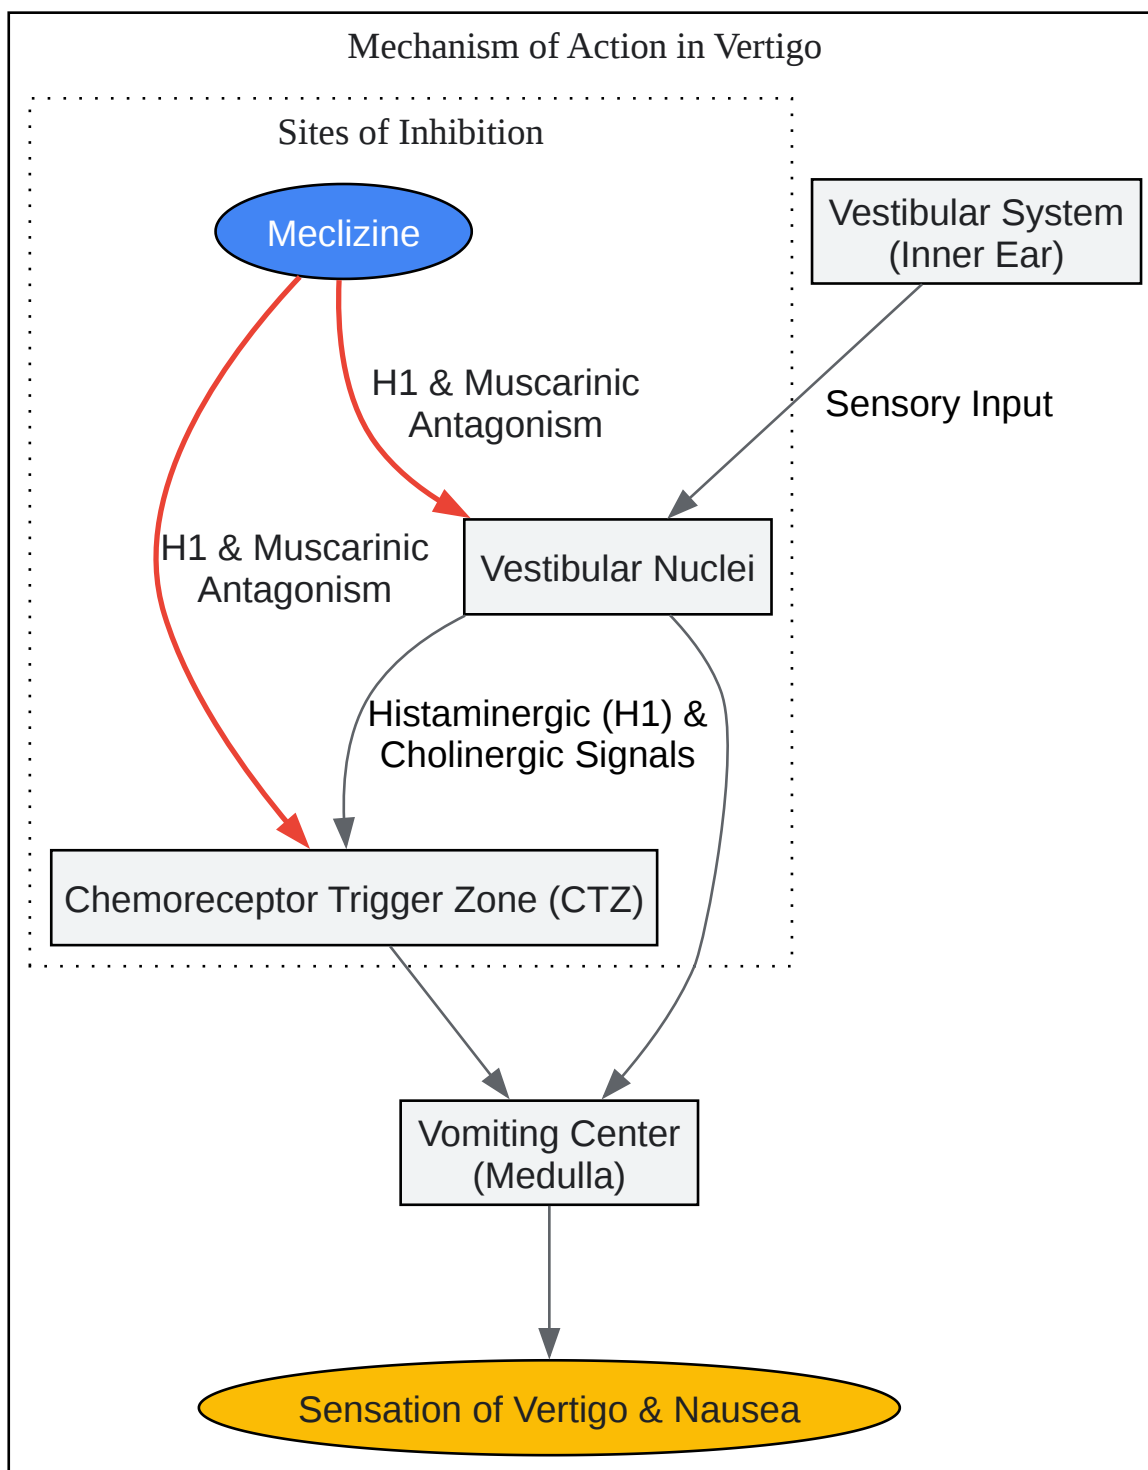 Mechanism of Action in Vertigo
Sites of Inhibition
Meclizine
Vestibular System
(Inner Ear)
H1 & Muscarinic
Antagonism
Sensory Input
H1 & Muscarinic
Antagonism
Vestibular Nuclei
Histaminergic (H1) &
Cholinergic Signals
Chemoreceptor Trigger Zone (CTZ)
Vomiting Center
(Medulla)
Sensation of Vertigo & Nausea